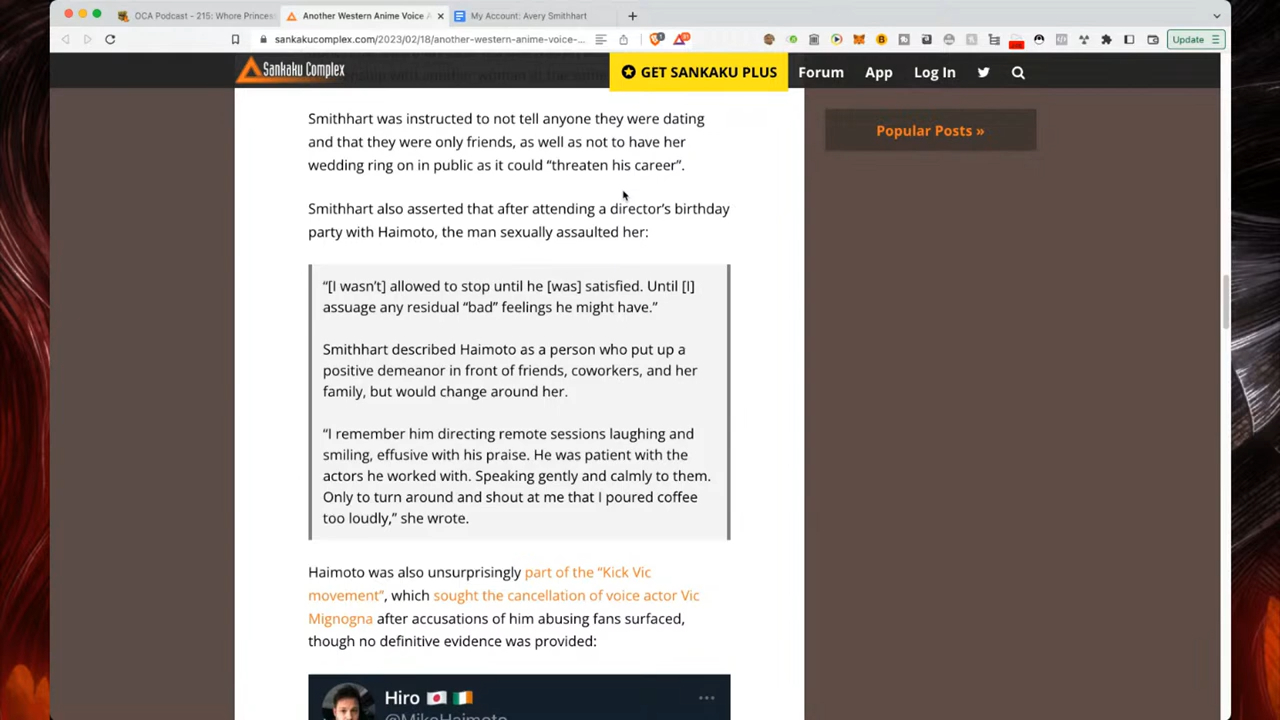 OCA Podcast - 215: Whore Princess
Another Western Anime Voice A
My Account: Avery Smithhart
sankakucomplex.com/2023/02/18/another-western-anime-voice-...
Update
Sankaku Complex
GET SANKAKU PLUS
Forum
App
Log In
Smithhart was instructed to not tell anyone they were dating
and that they were only friends, as well as not to have her
wedding ring on in public as it could “threaten his career”.
Popular Posts »
Smithhart also asserted that after attending a director’s birthday
party with Haimoto, the man sexually assaulted her:
“[I wasn’t] allowed to stop until he [was] satisfied. Until [I]
assuage any residual “bad” feelings he might have.”
Smithhart described Haimoto as a person who put up a
positive demeanor in front of friends, coworkers, and her
family, but would change around her.
“I remember him directing remote sessions laughing and
smiling, effusive with his praise. He was patient with the
actors he worked with. Speaking gently and calmly to them.
Only to turn around and shout at me that I poured coffee
too loudly,” she wrote.
Haimoto was also unsurprisingly part of the “Kick Vic
movement”, which sought the cancellation of voice actor Vic
Mignogna after accusations of him abusing fans surfaced,
though no definitive evidence was provided:
Hiro
@MikeHaimoto